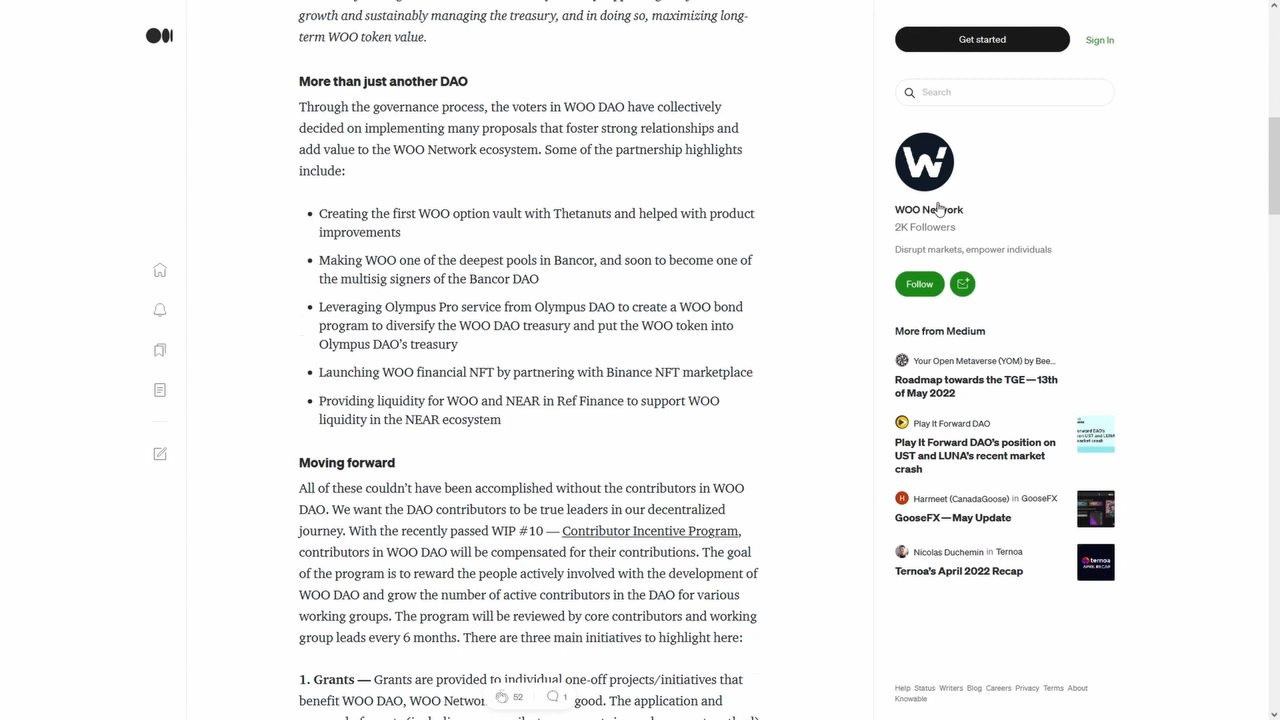 growth and sustainably managing the treasury, and in doing so, maximizing long-
term WOO token value.
More than just another DAO
Through the governance process, the voters in WOO DAO have collectively
decided on implementing many proposals that foster strong relationships and
add value to the WOO Network ecosystem. Some of the partnership highlights
include:
• Creating the first WOO option vault with Thetanuts and helped with product
improvements
• Making WOO one of the deepest pools in Bancor, and soon to become one of
the multisig signers of the Bancor DAO
• Leveraging Olympus Pro service from Olympus DAO to create a WOO bond
program to diversify the WOO DAO treasury and put the WOO token into
Olympus DAO’s treasury
• Launching WOO financial NFT by partnering with Binance NFT marketplace
• Providing liquidity for WOO and NEAR in Ref Finance to support WOO
liquidity in the NEAR ecosystem
Moving forward
All of these couldn’t have been accomplished without the contributors in WOO
DAO. We want the DAO contributors to be true leaders in our decentralized
journey. With the recently passed WIP #10 — Contributor Incentive Program,
contributors in WOO DAO will be compensated for their contributions. The goal
of the program is to reward the people actively involved with the development of
WOO DAO and grow the number of active contributors in the DAO for various
working groups. The program will be reviewed by core contributors and working
group leads every 6 months. There are three main initiatives to highlight here:
1. Grants — Grants are provided to individual one-off projects/initiatives that
benefit WOO DAO, WOO good. The application and
52
1
Get started
Sign In
Search
W
WOO Network
2K Followers
Disrupt markets, empower individuals
Follow
More from Medium
Your Open Metaverse (YOM) by Bee...
Roadmap towards the TGE — 13th
of May 2022
Play It Forward DAO
Play It Forward DAO’s position on
UST and LUNA’s recent market
crash
H
Harmeet (CanadaGoose) in GooseFX
GooseFX — May Update
Nicolas Duchemin in Ternoa
Ternoa’s April 2022 Recap
ternoa
APRIL RECAP
Help Status Writers Blog Careers Privacy Terms About
Knowable